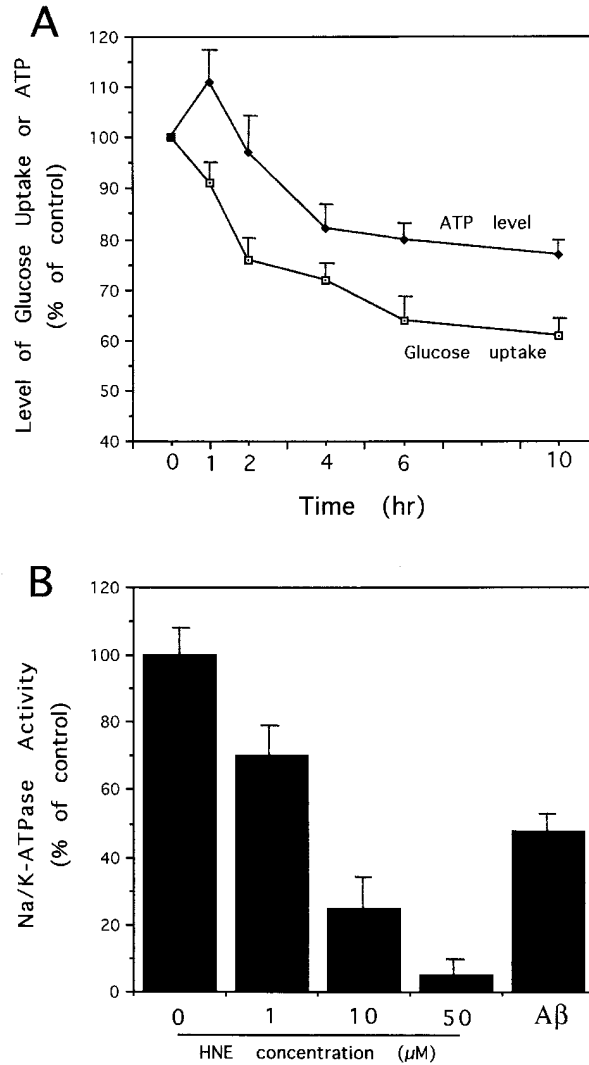 A
Level of Glucose Uptake or ATP
(% of control)
120
110
100
90
80
70
60
50
40
ATP level
Glucose uptake
0 1 2 4 6 10
Time (hr)
B
Na/K-ATPase Activity
(% of control)
120
100
80
60
40
20
0
0 1 10 50 Aβ
HNE concentration (µM)